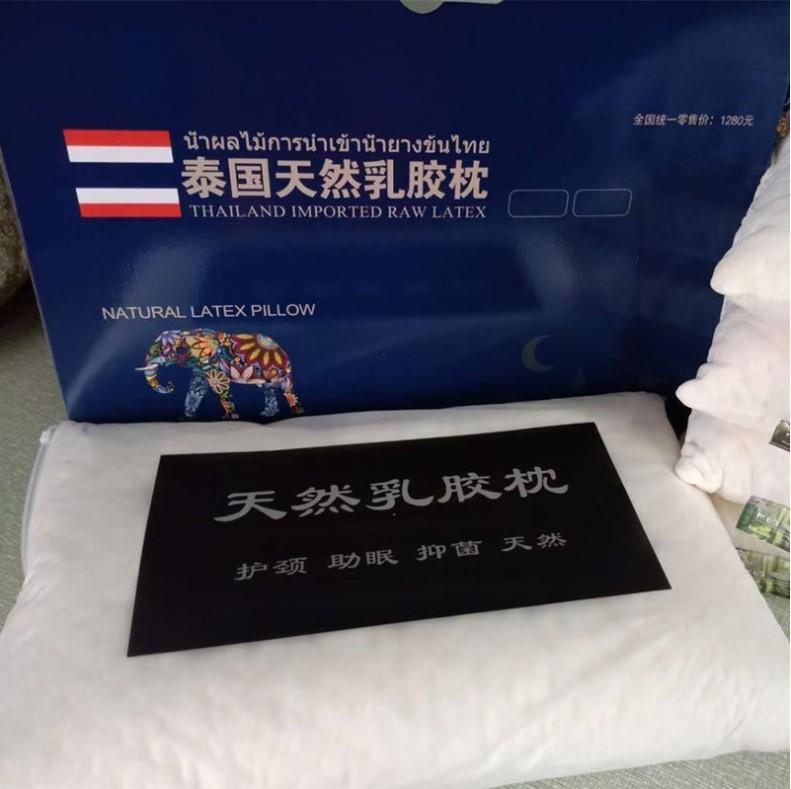 全国统一零售价：1280元
น้ำผลไม้การนำเข้าน้ำยางข้นไทย
泰国天然乳胶枕
THAILAND IMPORTED RAW LATEX
NATURAL LATEX PILLOW
天然乳胶枕
护颈 助眠 抑菌 天然